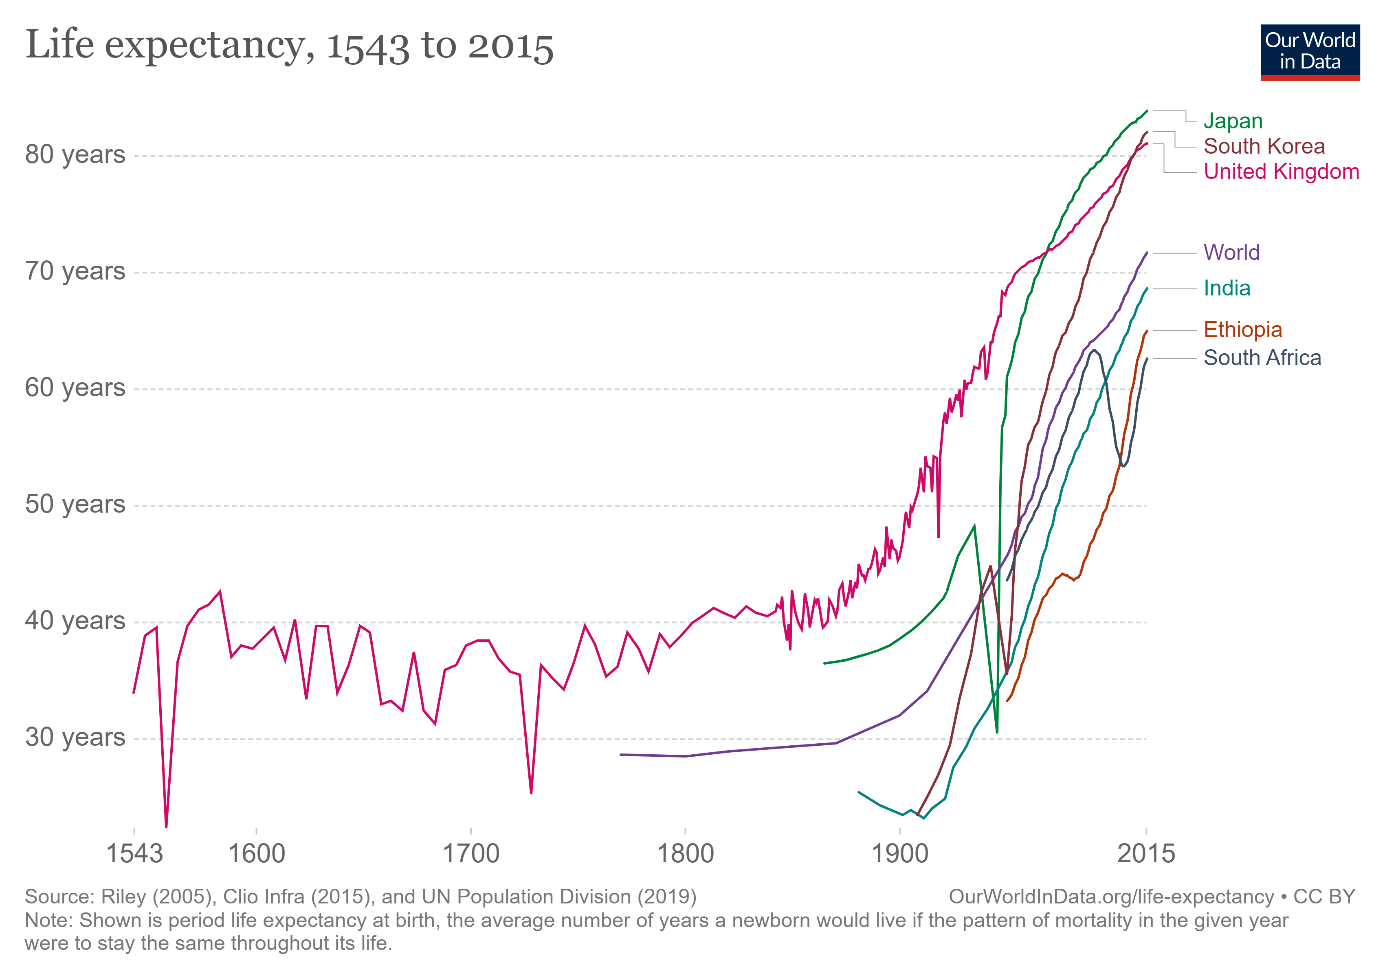 Life expectancy, 1543 to 2015
Our World
in Data
Japan
80 years
South Korea
United Kingdom
World
70 years
India
Ethiopia
South Africa
60 years
50 years
40 years
30 years
1543 1600 1700 1800 1900 2015
Source: Riley (2005), Clio Infra (2015), and UN Population Division (2019)
OurWorldInData.org/life-expectancy • CC BY
Note: Shown is period life expectancy at birth, the average number of years a newborn would live if the pattern of mortality in the given year
were to stay the same throughout its life.